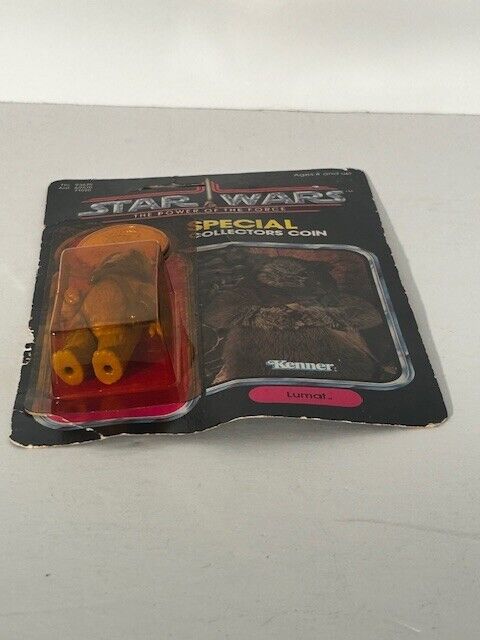 Ages 4 and up
STAR WARS
THE POWER OF THE FORCE
SPECIAL
COLLECTORS COIN
Kenner
Lumat